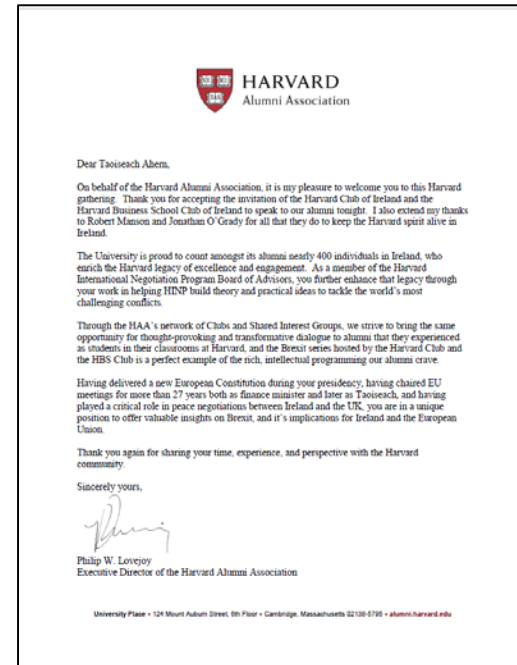 HARVARD
Alumni Association
Dear Taoiseach Ahern,
On behalf of the Harvard Alumni Association, it is my pleasure to welcome you to this Harvard
gathering. Thank you for accepting the invitation of the Harvard Club of Ireland and the
Harvard Business School Club of Ireland to speak to our alumni tonight. I also extend my thanks
to Robert Manson and Jonathan O'Grady for all that they do to keep the Harvard spirit alive in
Ireland.
The University is proud to count amongst its alumni nearly 400 individuals in Ireland, who
enrich the Harvard legacy of excellence and engagement. As a member of the Harvard
International Negotiation Program Board of Advisors, you further enhance that legacy through
your work in helping HINP build theory and practical ideas to tackle the world's most
challenging conflicts.
Through the HAA's network of Clubs and Shared Interest Groups, we strive to bring the same
opportunity for thought-provoking and transformative dialogue to alumni that they experienced
as students in their classrooms at Harvard, and the Brexit series hosted by the Harvard Club and
the HBS Club is a perfect example of the rich, intellectual programming our alumni crave.
Having delivered a new European Constitution during your presidency, having chaired EU
meetings for more than 27 years both as finance minister and later as Taoiseach, and having
played a critical role in peace negotiations between Ireland and the UK, you are in a unique
position to offer valuable insights on Brexit, and it's implications for Ireland and the European
Union.
Thank you again for sharing your time, experience, and perspective with the Harvard
community.
Sincerely yours,
Philip W. Lovejoy
Executive Director of the Harvard Alumni Association
University Place • 124 Mount Auburn Street, 6th Floor • Cambridge, Massachusetts 02138-5795 • alumni.harvard.edu